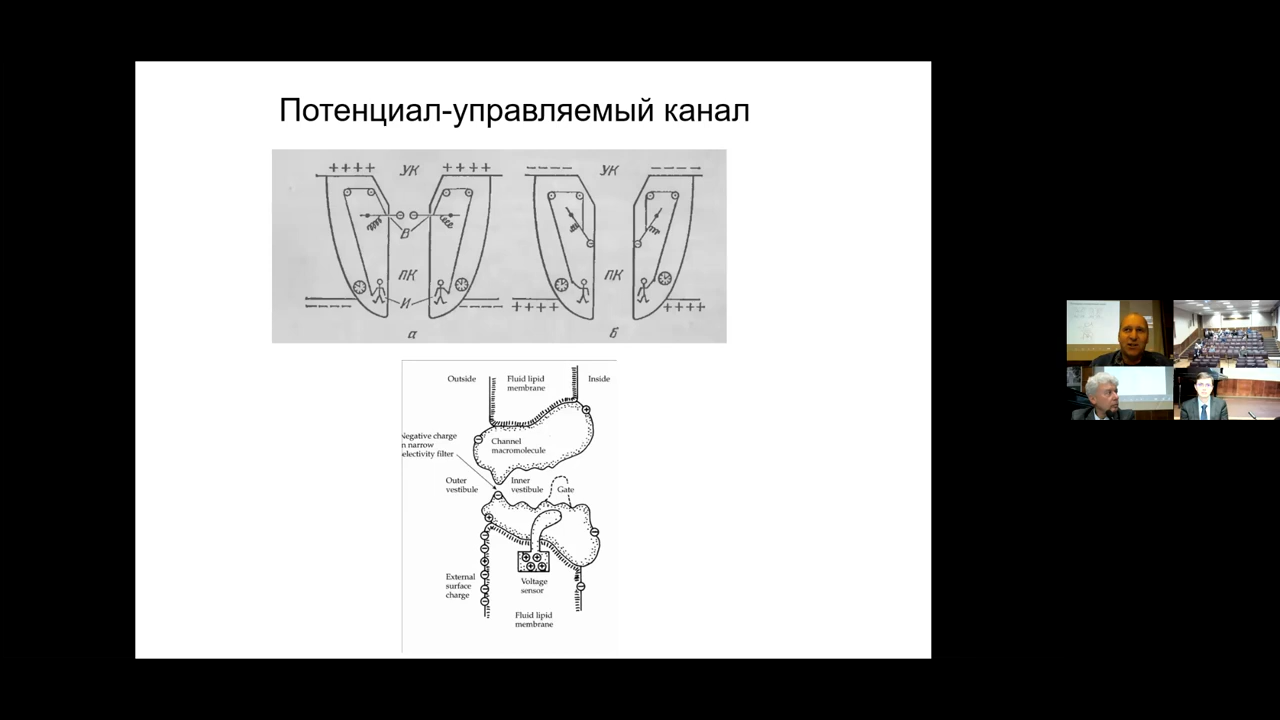 Потенциал-управляемый канал
++++ УК ++++
---- УК ----
В
ПК
ПК
И
----
----
++++
++++
а
б
Outside
Fluid lipid
membrane
Inside
Negative charge
n narrow
selectivity filter
Channel
macromolecule
Outer
vestibule
Inner
vestibule
Gate
External
surface
charge
Voltage
sensor
Fluid lipid
membrane